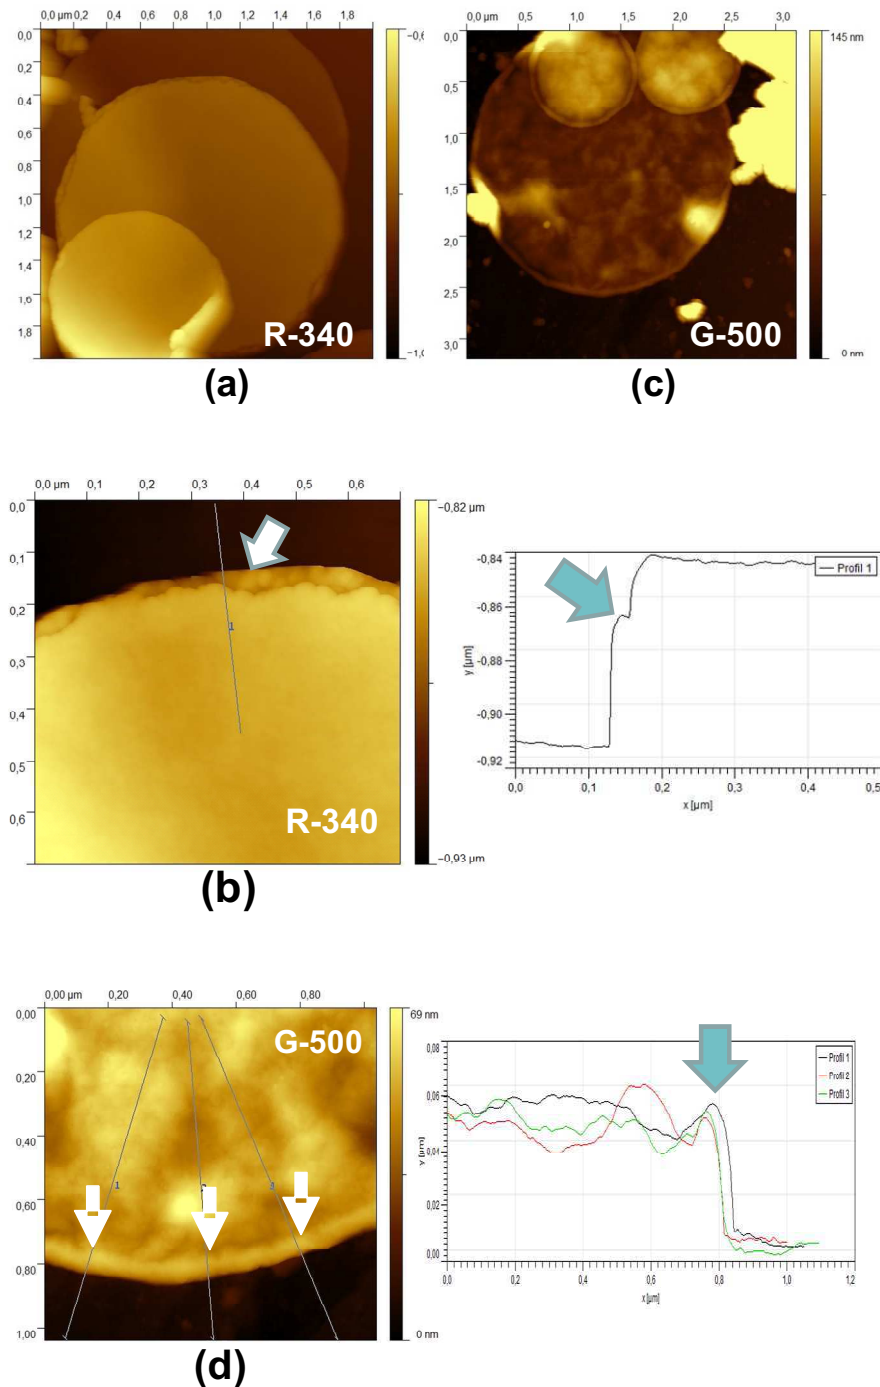 0,0 µm 0,2 0,4 0,6 0,8 1,0 1,2 1,4 1,6 1,8
0,0
0,2
0,4
0,6
0,8
1,0
1,2
1,4
1,6
1,8
R-340
(a)
0,0 µm 0,5 1,0 1,5 2,0 2,5 3,0
0,0
0,5
1,0
1,5
2,0
2,5
3,0
145 nm
0 nm
G-500
(c)
0,0 µm 0,1 0,2 0,3 0,4 0,5 0,6
0,0
0,1
0,2
0,3
0,4
0,5
0,6
1
R-340
−0,82 µm
−0,93 µm
(b)
-0,84
-0,86
-0,88
-0,90
-0,92
y [µm]
0,0 0,1 0,2 0,3 0,4 0,5
x [µm]
Profil 1
0,00 µm 0,20 0,40 0,60 0,80
0,00
0,20
0,40
0,60
0,80
1,00
G-500
1
69 nm
0 nm
(d)
0,08
0,06
0,04
0,02
0,00
y [µm]
0,0 0,2 0,4 0,6 0,8 1,0 1,2
x [µm]
Profil 1
Profil 2
Profil 3